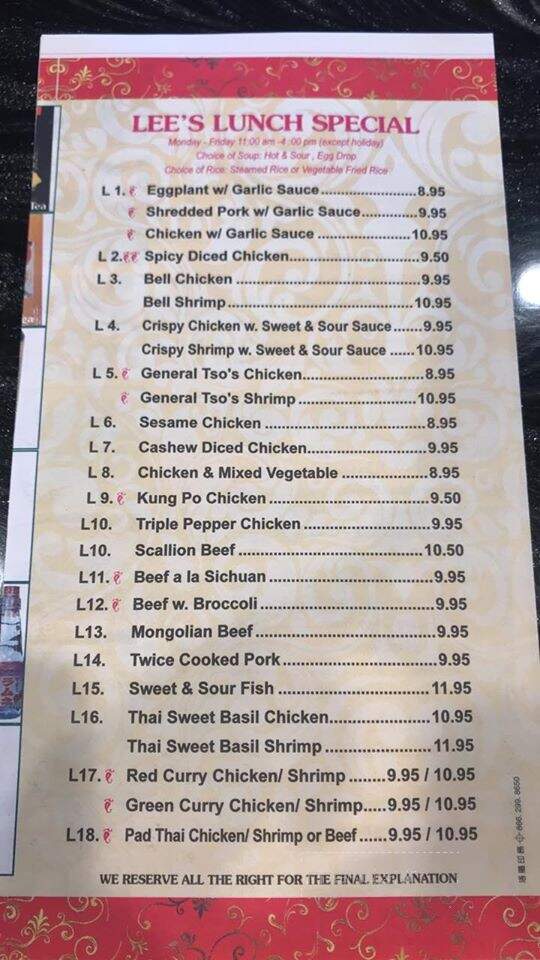 LEE'S LUNCH SPECIAL
Monday - Friday 11:00 am -4 :00 pm (except holiday)
Choice of Soup: Hot & Sour , Egg Drop
Choice of Rice: Steamed Rice or Vegetable Fried Rice
L 1. Eggplant w/ Garlic Sauce.......................8.95
Shredded Pork w/ Garlic Sauce.............9.95
Chicken w/ Garlic Sauce .......................10.95
L 2. Spicy Diced Chicken...............................9.50
L 3. Bell Chicken .............................................9.95
Bell Shrimp.............................................10.95
L 4. Crispy Chicken w. Sweet & Sour Sauce.......9.95
Crispy Shrimp w. Sweet & Sour Sauce ......10.95
L 5. General Tso's Chicken..............................8.95
General Tso's Shrimp .............................10.95
L 6. Sesame Chicken .......................................8.95
L 7. Cashew Diced Chicken.............................9.95
L 8. Chicken & Mixed Vegetable .....................8.95
L 9. Kung Po Chicken .......................................9.50
L10. Triple Pepper Chicken ...............................9.95
L10. Scallion Beef ............................................10.50
L11. Beef a la Sichuan ........................................9.95
L12. Beef w. Broccoli ..........................................9.95
L13. Mongolian Beef............................................9.95
L14. Twice Cooked Pork.....................................9.95
L15. Sweet & Sour Fish ....................................11.95
L16. Thai Sweet Basil Chicken........................10.95
Thai Sweet Basil Shrimp .........................11.95
L17. Red Curry Chicken/ Shrimp ........9.95 / 10.95
Green Curry Chicken/ Shrimp.....9.95 / 10.95
L18. Pad Thai Chicken/ Shrimp or Beef......9.95 / 10.95
WE RESERVE ALL THE RIGHT FOR THE FINAL EXPLANATION
866. 299. 8650